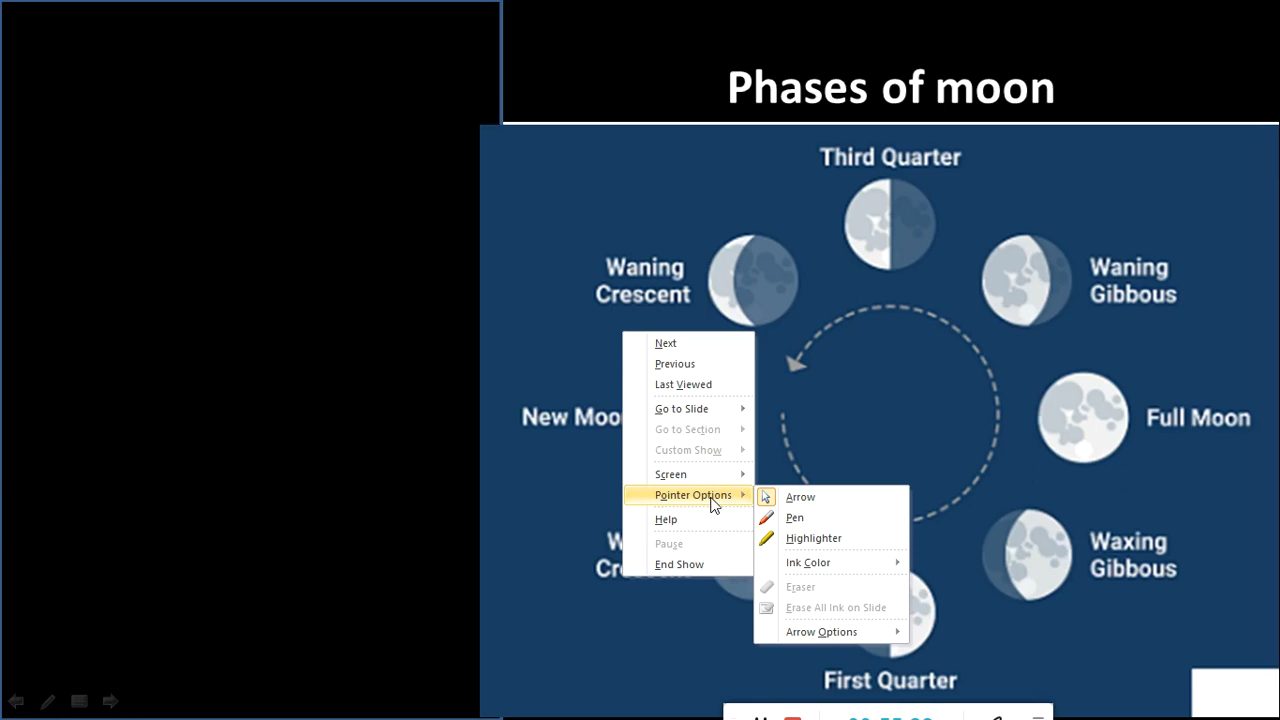 Phases of moon
Third Quarter
Waning
Crescent
Waning
Gibbous
New Moo
Full Moon
Waxing
Gibbous
First Quarter
Next
Previous
Last Viewed
Go to Slide
Go to Section
Custom Show
Screen
Pointer Options
Help
Pause
End Show
Arrow
Pen
Highlighter
Ink Color
Eraser
Erase All Ink on Slide
Arrow Options